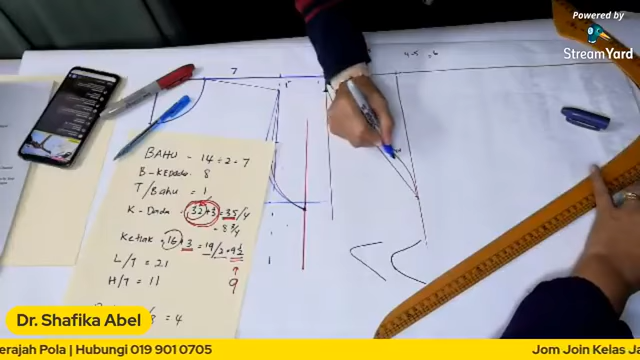 Powered by
StreamYard
7
BAHU - 14 ÷ 2 = 7
B-KEPADA. 8
T/Bahu = 1
K-Dada - 32+3 = 35/4
- 8 3/4
Ketiak = 16+3 = 19/2 = 9½
L/T = 21
H/T = 11
9
= 4
Dr. Shafika Abel
erajah Pola | Hubungi 019 901 0705
Jom Join Kelas Ja